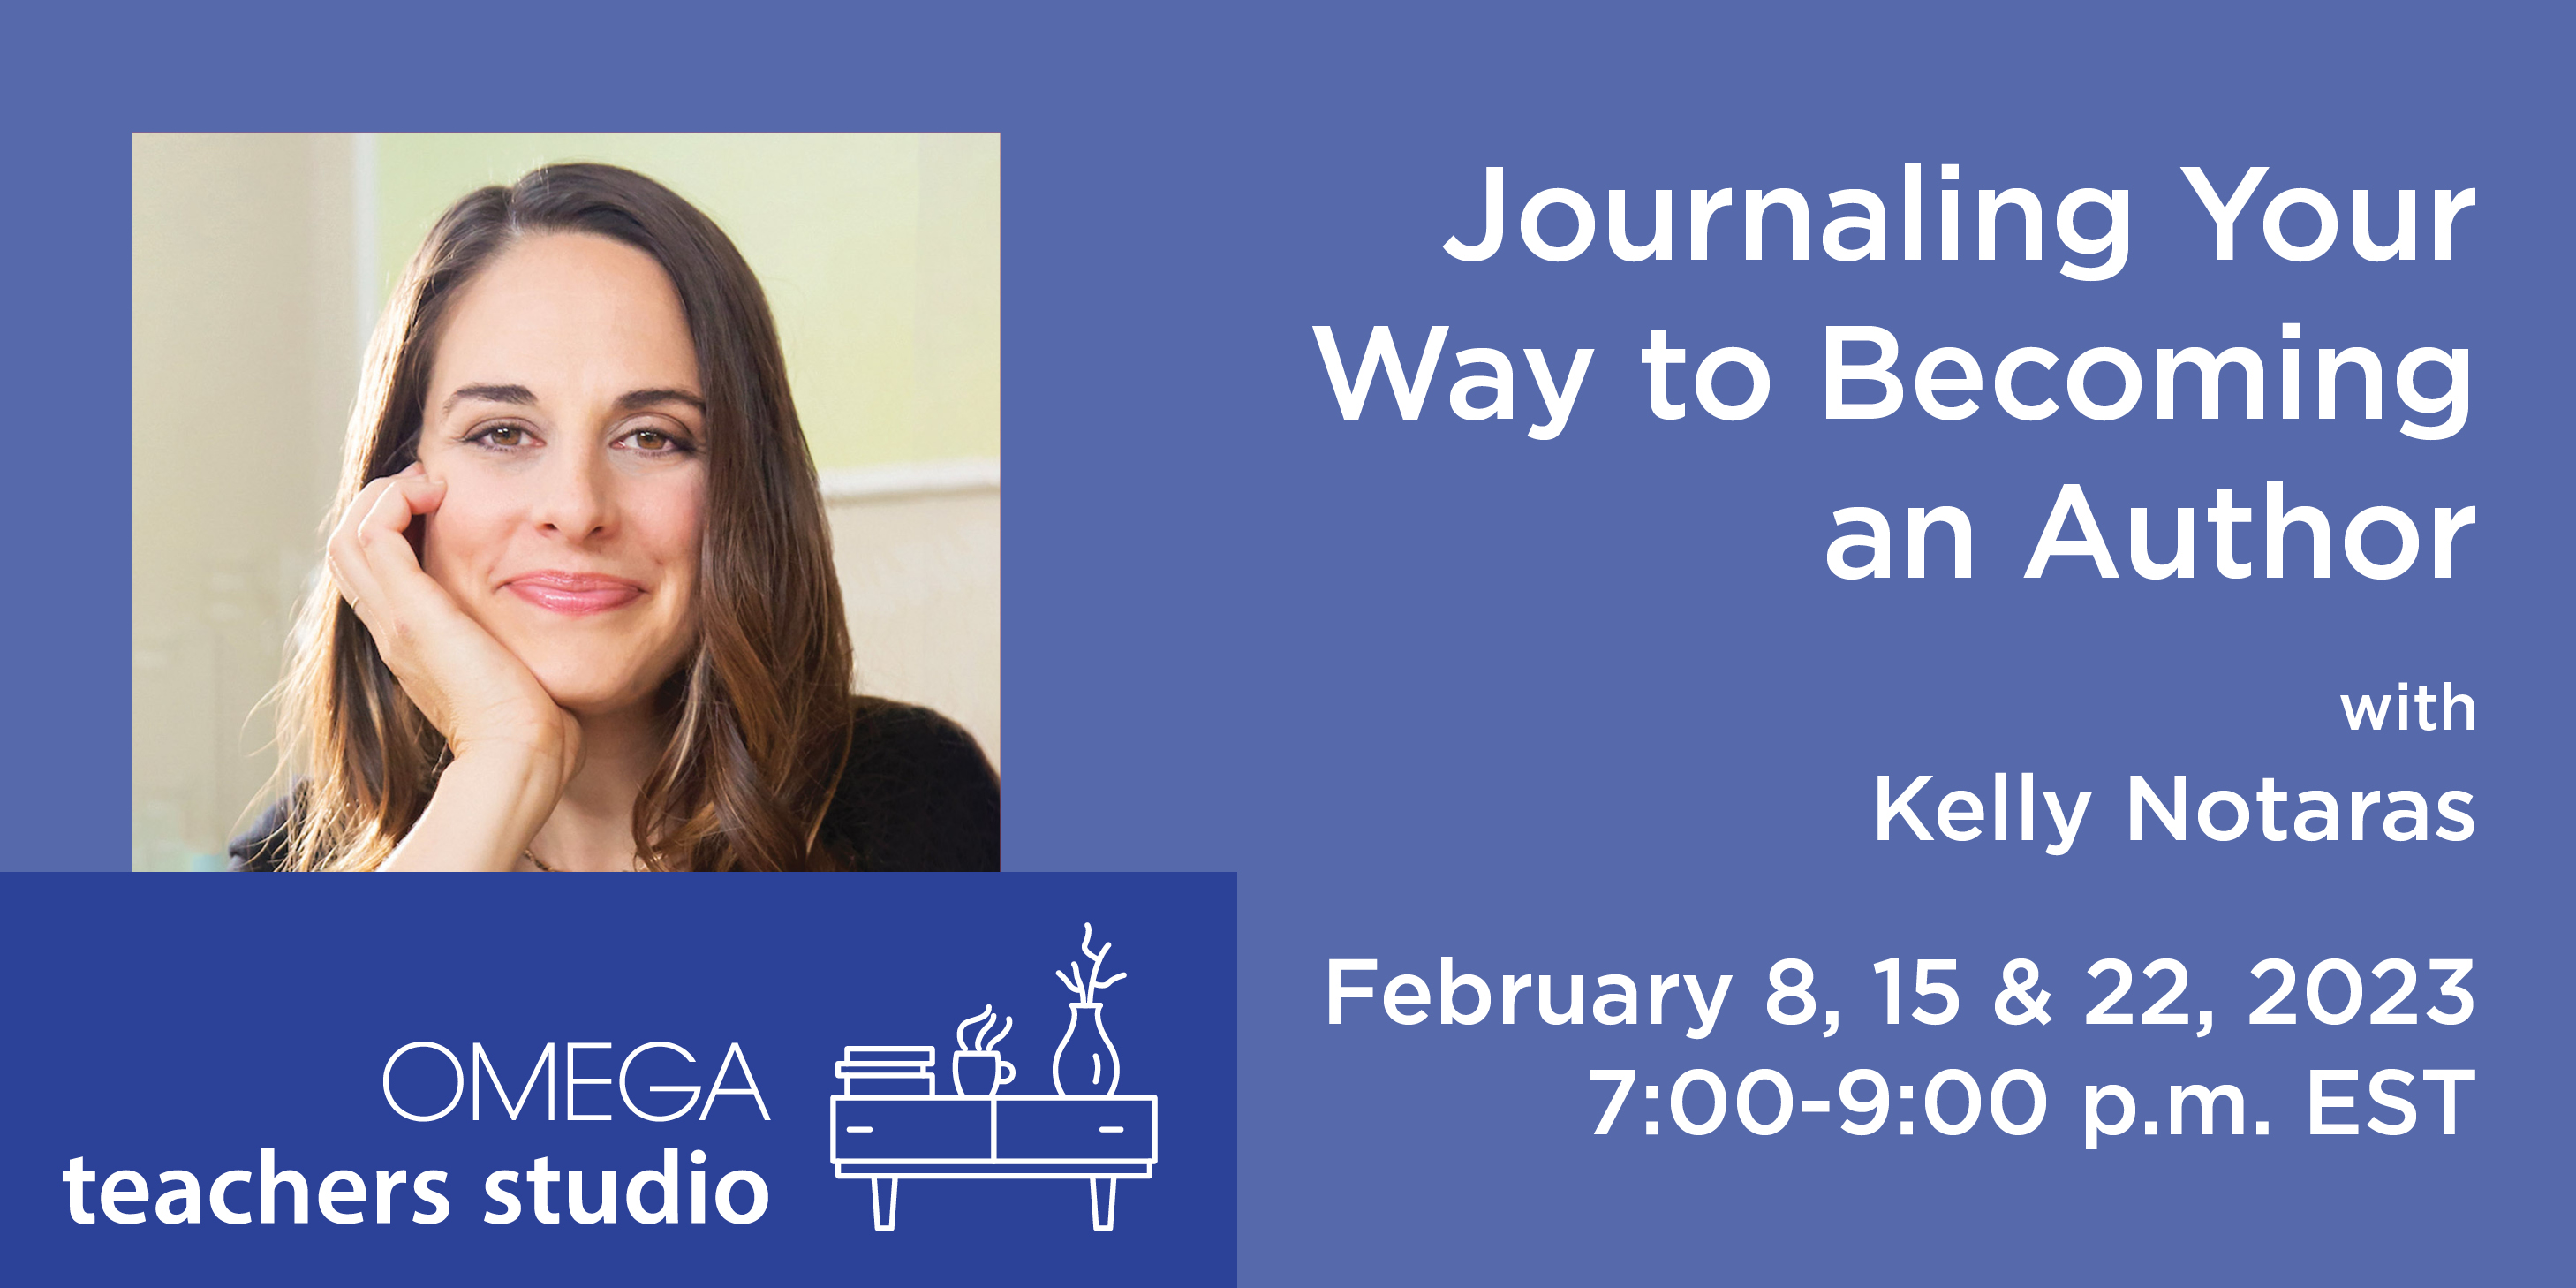 Journaling Your
Way to Becoming
an Author
with
Kelly Notaras
February 8, 15 & 22, 2023
7:00-9:00 p.m. EST
OMEGA
teachers studio